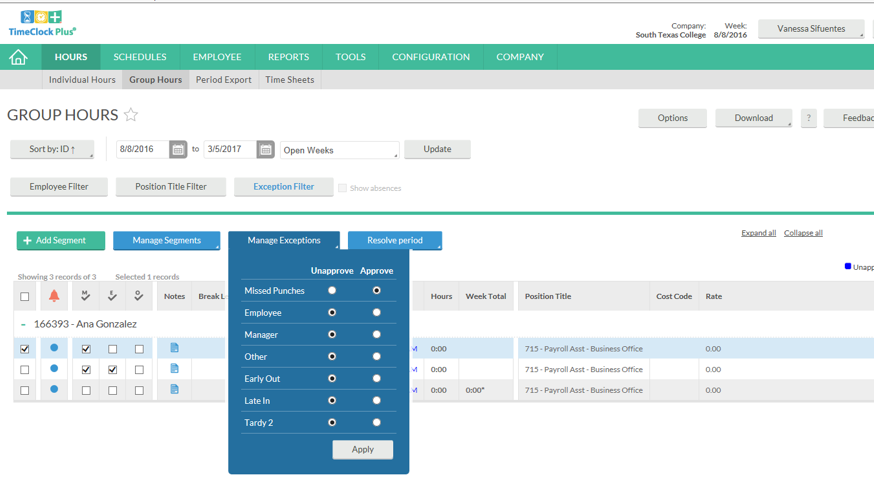 TimeClock Plus®
Company: Week:
South Texas College 8/8/2016
Vanessa Slfuentes
HOURS SCHEDULES EMPLOYEE REPORTS TOOLS CONFIGURATION COMPANY
Individual Hours Group Hours Period Export Time Sheets
GROUP HOURS
Options Download ? Feedbac
Sort by: ID ↑ 8/8/2016 to 3/5/2017 Open Weeks Update
Employee Filter Position Title Filter Exception Filter Show absences
+ Add Segment Manage Segments Manage Exceptions Resolve period Expand all Collapse all
Showing 3 records of 3 Selected 1 records Unapp
Unapprove Approve
Missed Punches
Employee
Manager
Other
Early Out
Late In
Tardy 2
Apply
M E O Notes Break L Hours Week Total Position Title Cost Code Rate
- 166393 - Ana Gonzalez
M 0:00 715 - Payroll Asst - Business Office 0.00
M 0:00 715 - Payroll Asst - Business Office 0.00
M 0:00 0:00* 715 - Payroll Asst - Business Office 0.00